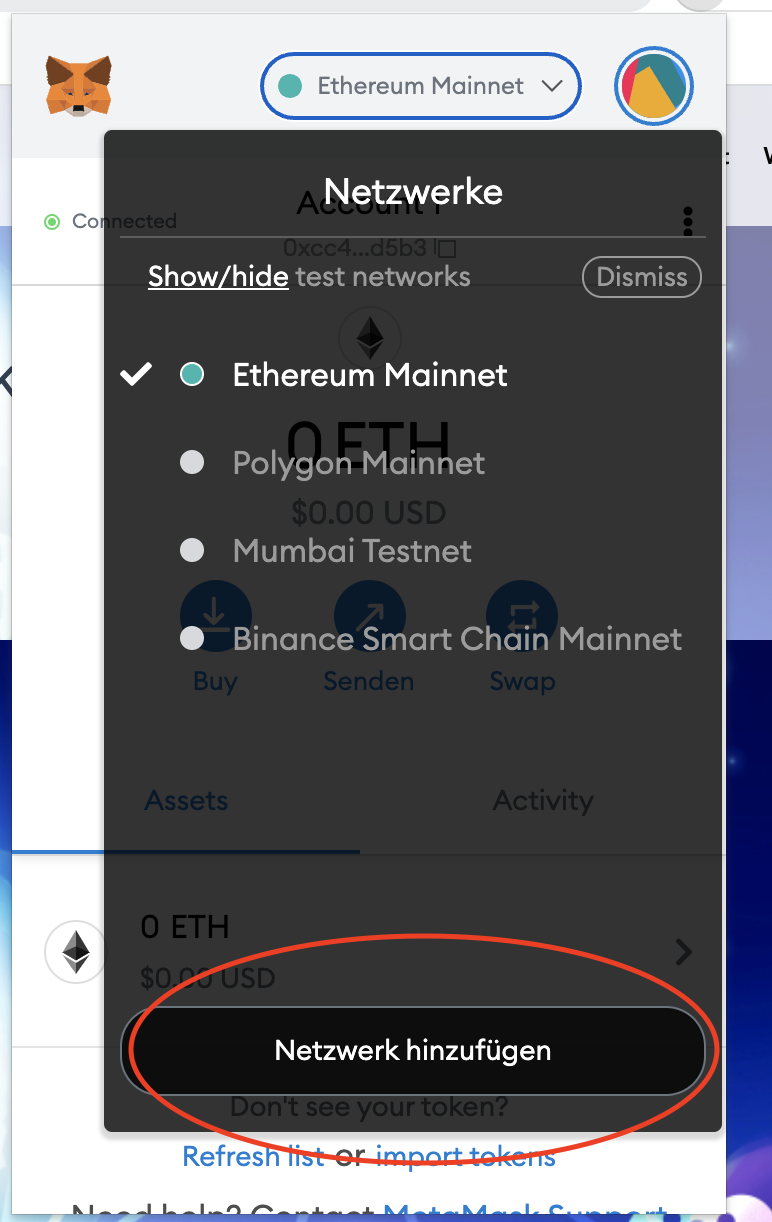 Ethereum Mainnet
Netzwerke
Account 1
Connected
0xcc4...d5b3
Show/hide test networks
Dismiss
Ethereum Mainnet
0 ETH
Polygon Mainnet
$0.00 USD
Mumbai Testnet
Binance Smart Chain Mainnet
Buy Senden Swap
Assets Activity
0 ETH
$0.00 USD
Netzwerk hinzufügen
Don't see your token?
Refresh list or import tokens
Need help? Contact MetaMask Support